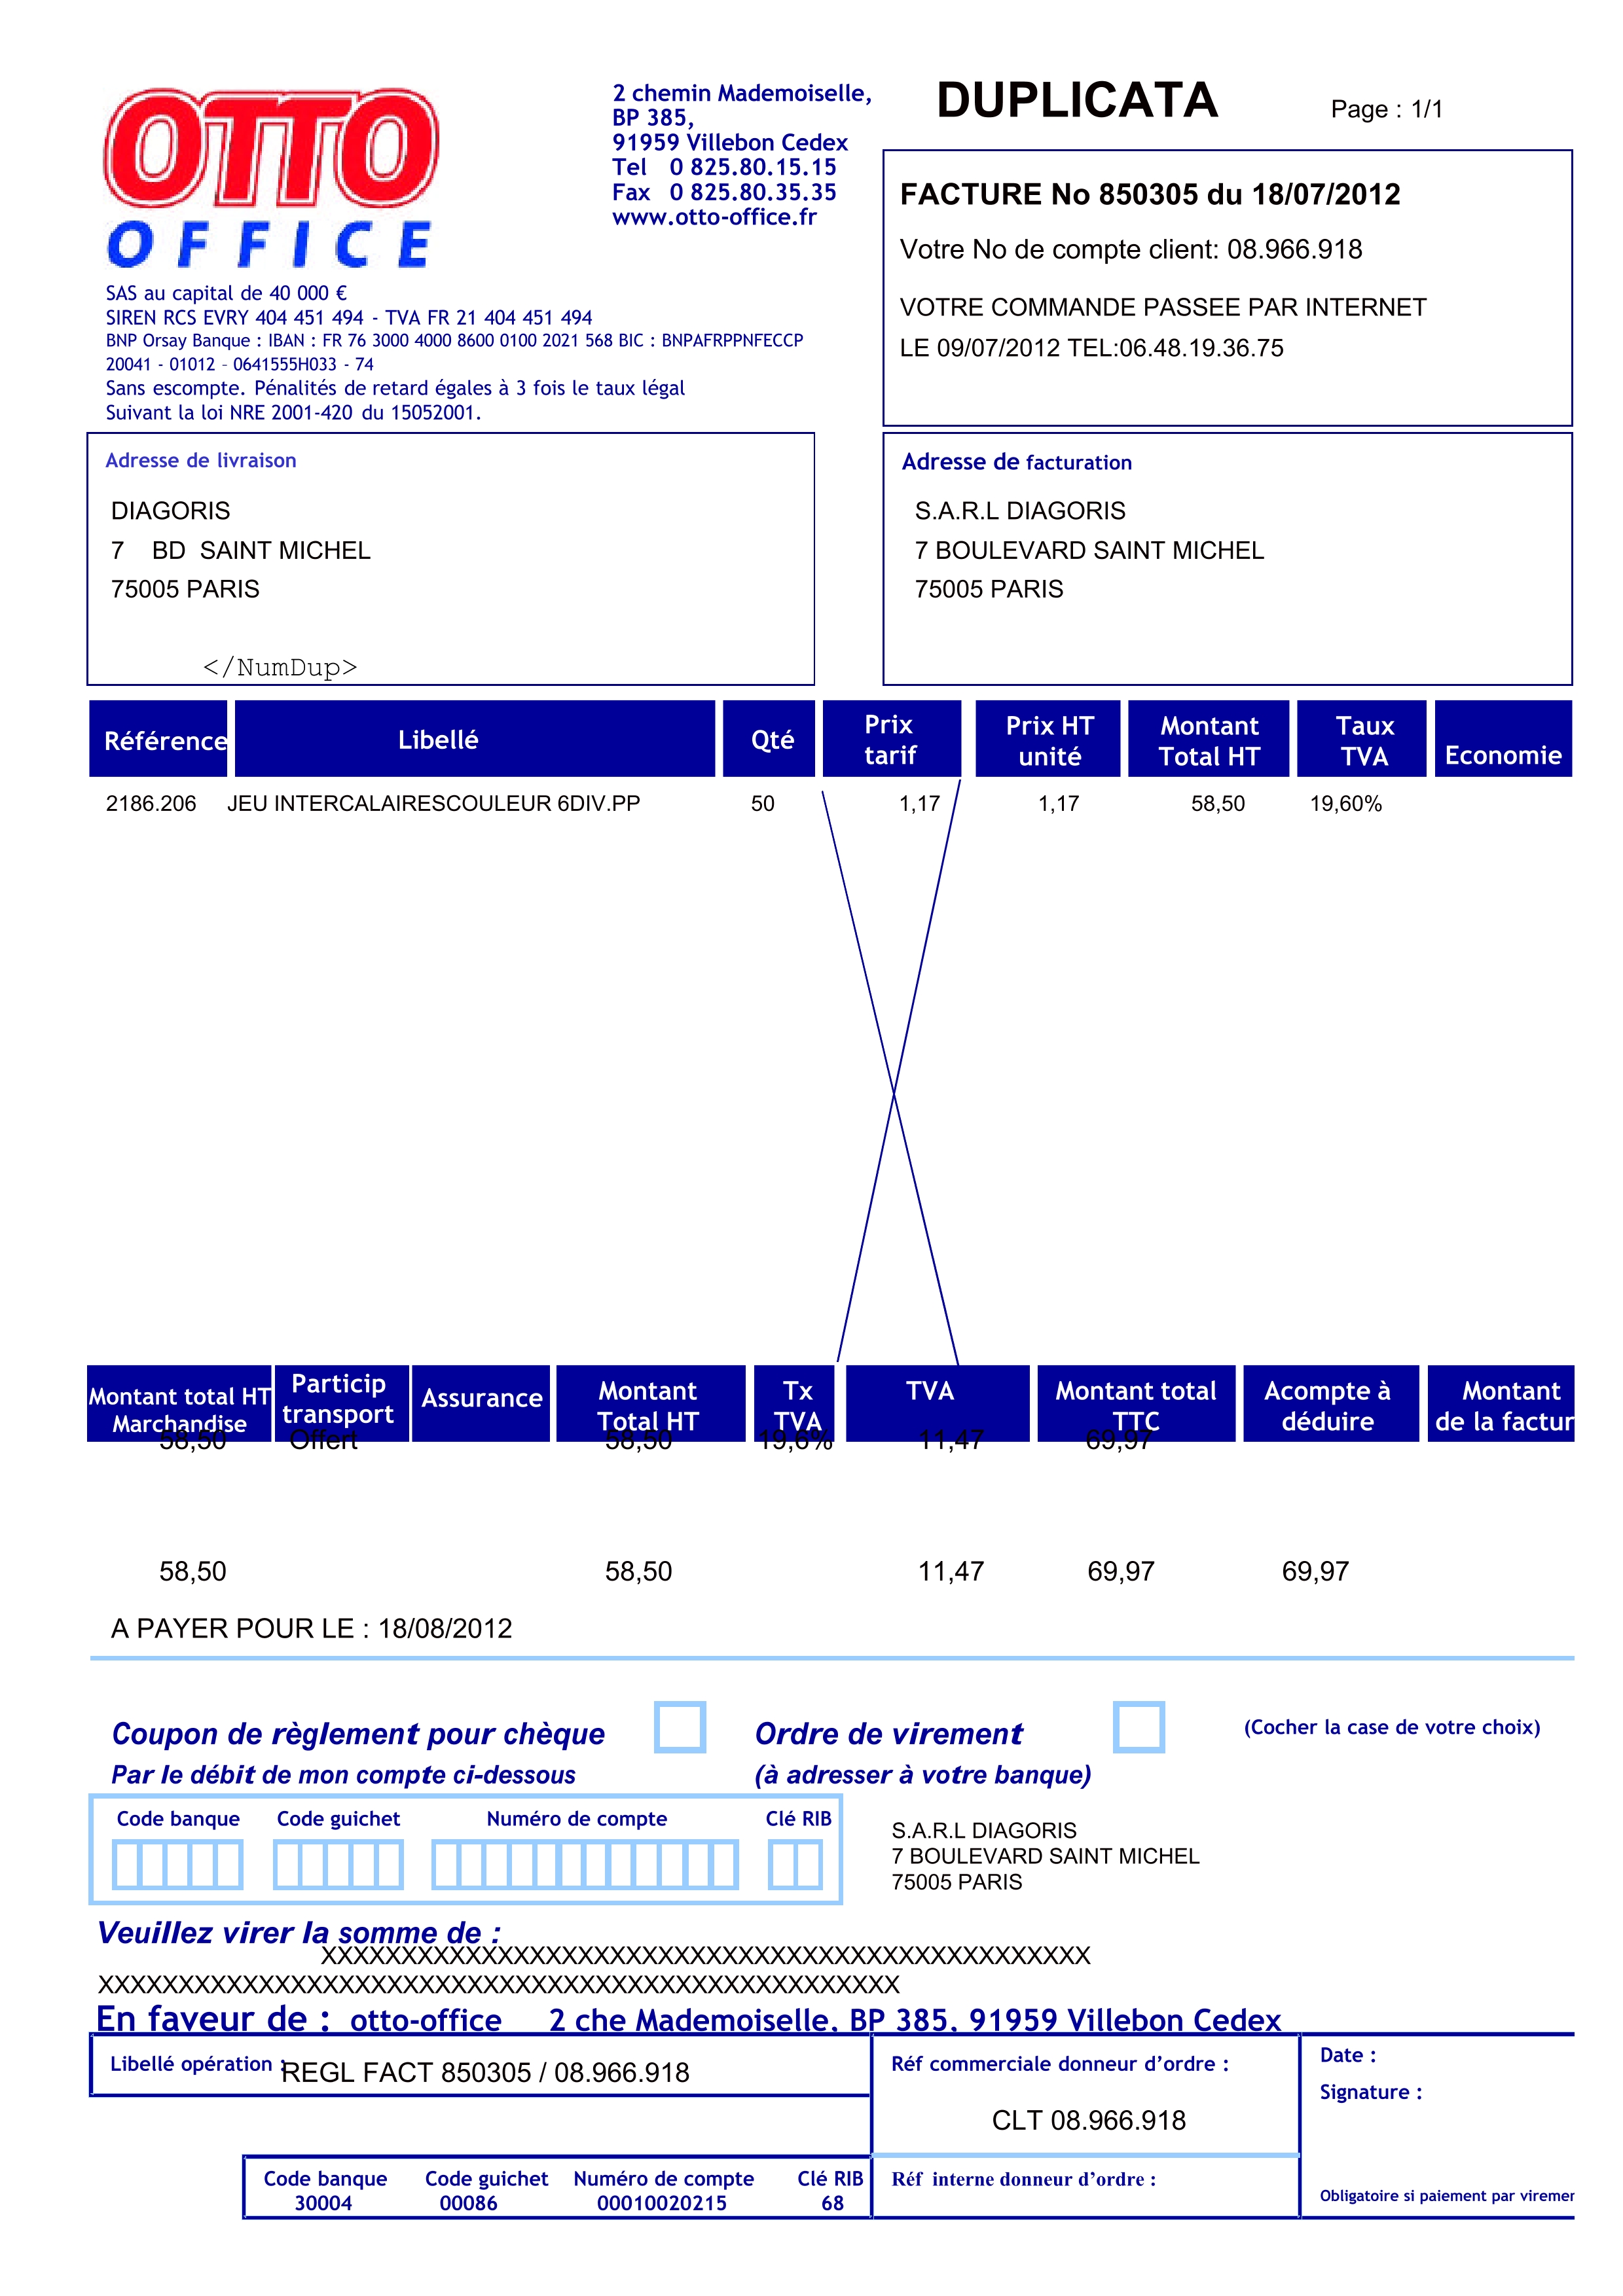 OTTO
OFFICE
2 chemin Mademoiselle,
BP 385,
91959 Villebon Cedex
Tel 0 825.80.15.15
Fax 0 825.80.35.35
www.otto-office.fr
DUPLICATA
Page : 1/1
FACTURE No 850305 du 18/07/2012
Votre No de compte client: 08.966.918
VOTRE COMMANDE PASSEE PAR INTERNET
LE 09/07/2012 TEL:06.48.19.36.75
SAS au capital de 40 000 €
SIREN RCS EVRY 404 451 494 - TVA FR 21 404 451 494
BNP Orsay Banque : IBAN : FR 76 3000 4000 8600 0100 2021 568 BIC : BNPAFRPPNFECCP
20041 - 01012 - 0641555H033 - 74
Sans escompte. Pénalités de retard égales à 3 fois le taux légal
Suivant la loi NRE 2001-420 du 15052001.
Adresse de livraison
DIAGORIS
7 BD SAINT MICHEL
75005 PARIS
</NumDup>
Adresse de facturation
S.A.R.L DIAGORIS
7 BOULEVARD SAINT MICHEL
75005 PARIS
Référence Libellé Qté Prix tarif Prix HT unité Montant Total HT Taux TVA Economie
2186.206 JEU INTERCALAIRESCOULEUR 6DIV.PP 50 1,17 1,17 58,50 19,60%
Montant total HT Marchandise Particip transport Assurance Montant Total HT Tx TVA TVA Montant total TTC Acompte à déduire Montant de la factur
58,50 Offert 58,50 19,6% 11,47 69,97
58,50 58,50 11,47 69,97 69,97
A PAYER POUR LE : 18/08/2012
Coupon de règlement pour chèque
Par le débit de mon compte ci-dessous
Ordre de virement
(à adresser à votre banque)
(Cocher la case de votre choix)
Code banque Code guichet Numéro de compte Clé RIB
S.A.R.L DIAGORIS
7 BOULEVARD SAINT MICHEL
75005 PARIS
Veuillez virer la somme de :
XXXXXXXXXXXXXXXXXXXXXXXXXXXXXXXXXXXXXXXXXXXXXXXX
XXXXXXXXXXXXXXXXXXXXXXXXXXXXXXXXXXXXXXXXXXXXXXXXXX
En faveur de : otto-office 2 che Mademoiselle, BP 385, 91959 Villebon Cedex
Libellé opération :
REGL FACT 850305 / 08.966.918
Réf commerciale donneur d’ordre :
CLT 08.966.918
Date :
Signature :
Code banque Code guichet Numéro de compte Clé RIB
30004 00086 00010020215 68
Réf interne donneur d’ordre :
Obligatoire si paiement par viremer